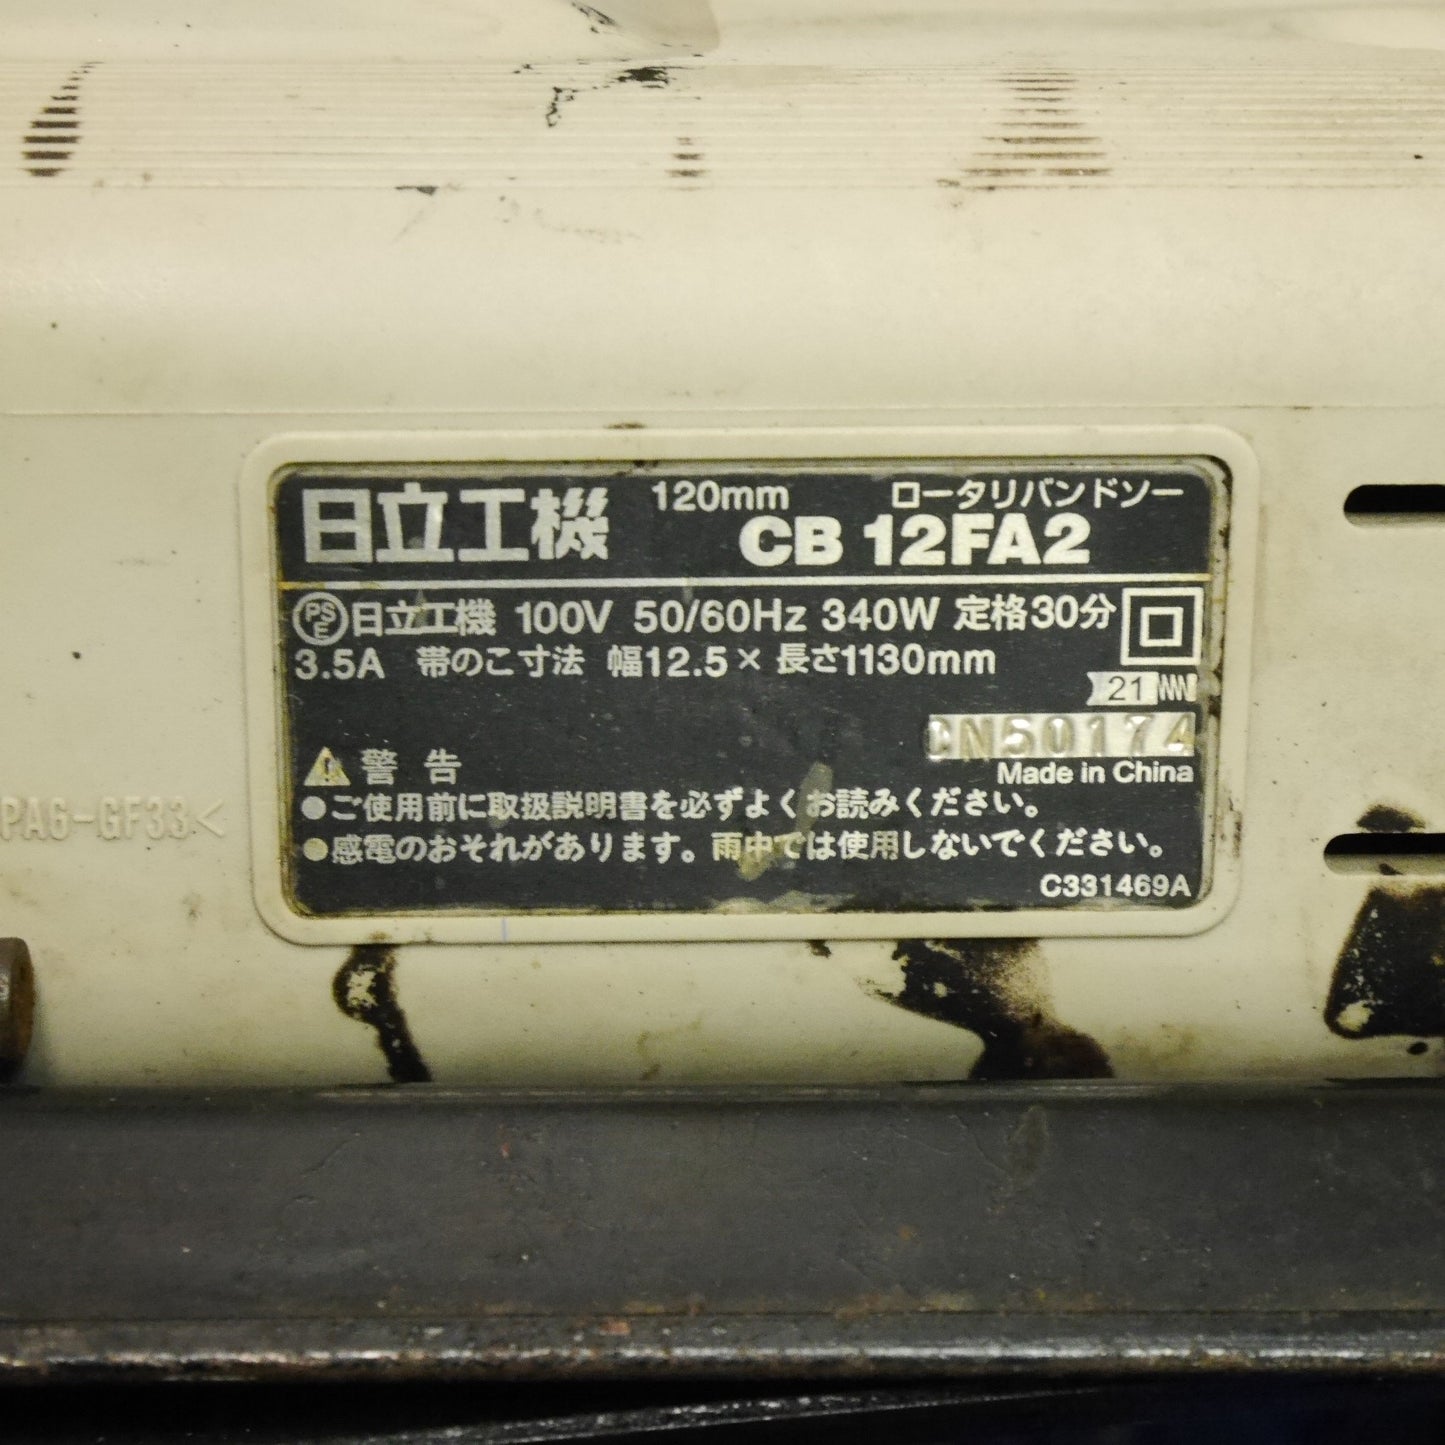 日立工機 120mm ロータリバンドソー
CB 12FA2
PSE 日立工機 100V 50/60Hz 340W 定格30分
3.5A 帯のこ寸法 幅12.5× 長さ1130mm
21
CN50174
Made in China
警告
●ご使用前に取扱説明書を必ずよくお読みください。
●感電のおそれがあります。雨中では使用しないでください。
C331469A
PA6-GF33<